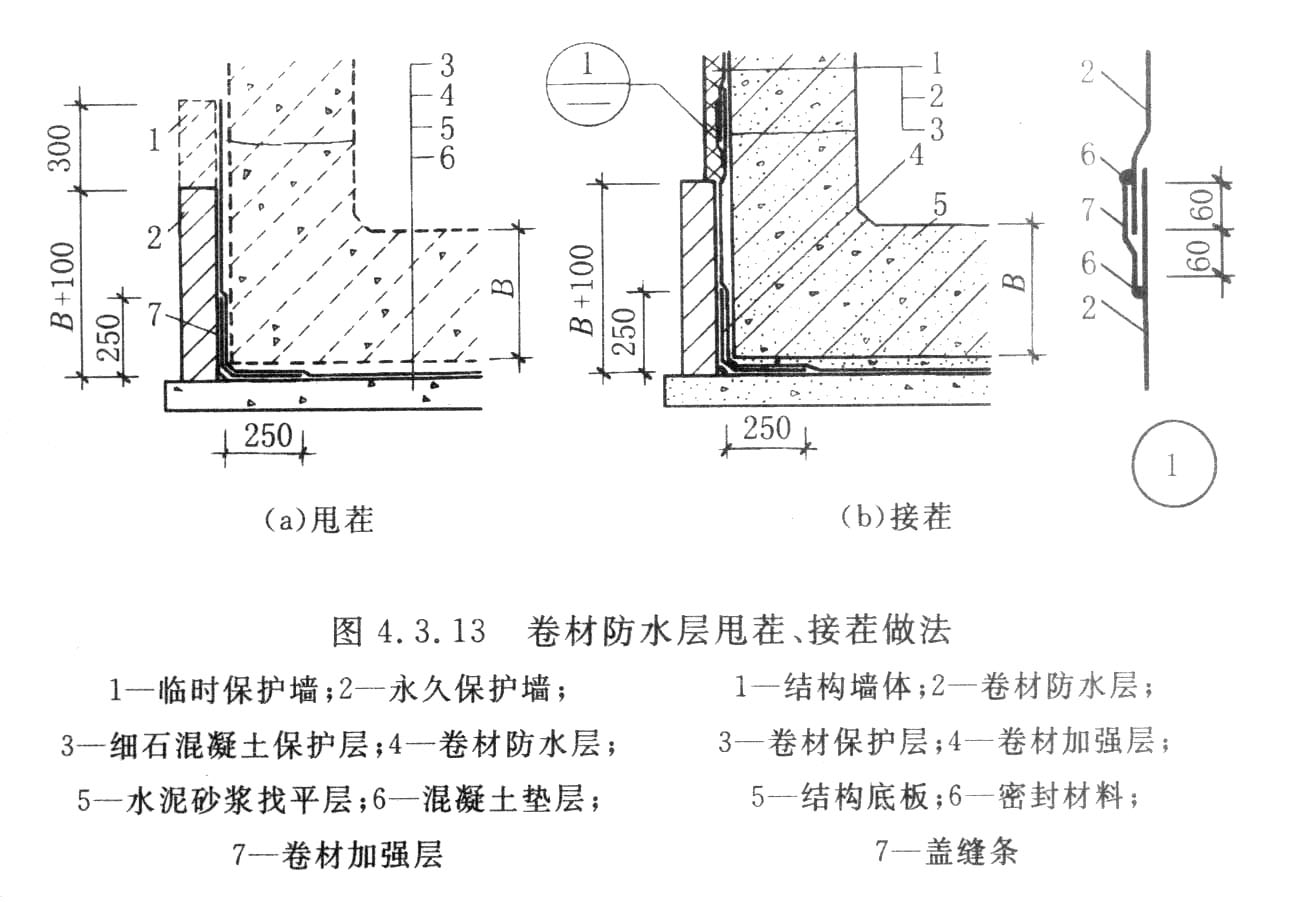 3
4
5
6
1
2
7
300
B+100
250
B
250
(a)甩茬
1
1
2
3
4
5
B+100
250
B
250
(b)接茬
2
6
7
6
2
60
60
1
图 4.3.13 卷材防水层甩茬、接茬做法
1—临时保护墙;2—永久保护墙;
3—细石混凝土保护层;4—卷材防水层;
5—水泥砂浆找平层;6—混凝土垫层;
7—卷材加强层
1—结构墙体;2—卷材防水层;
3—卷材保护层;4—卷材加强层;
5—结构底板;6—密封材料;
7—盖缝条